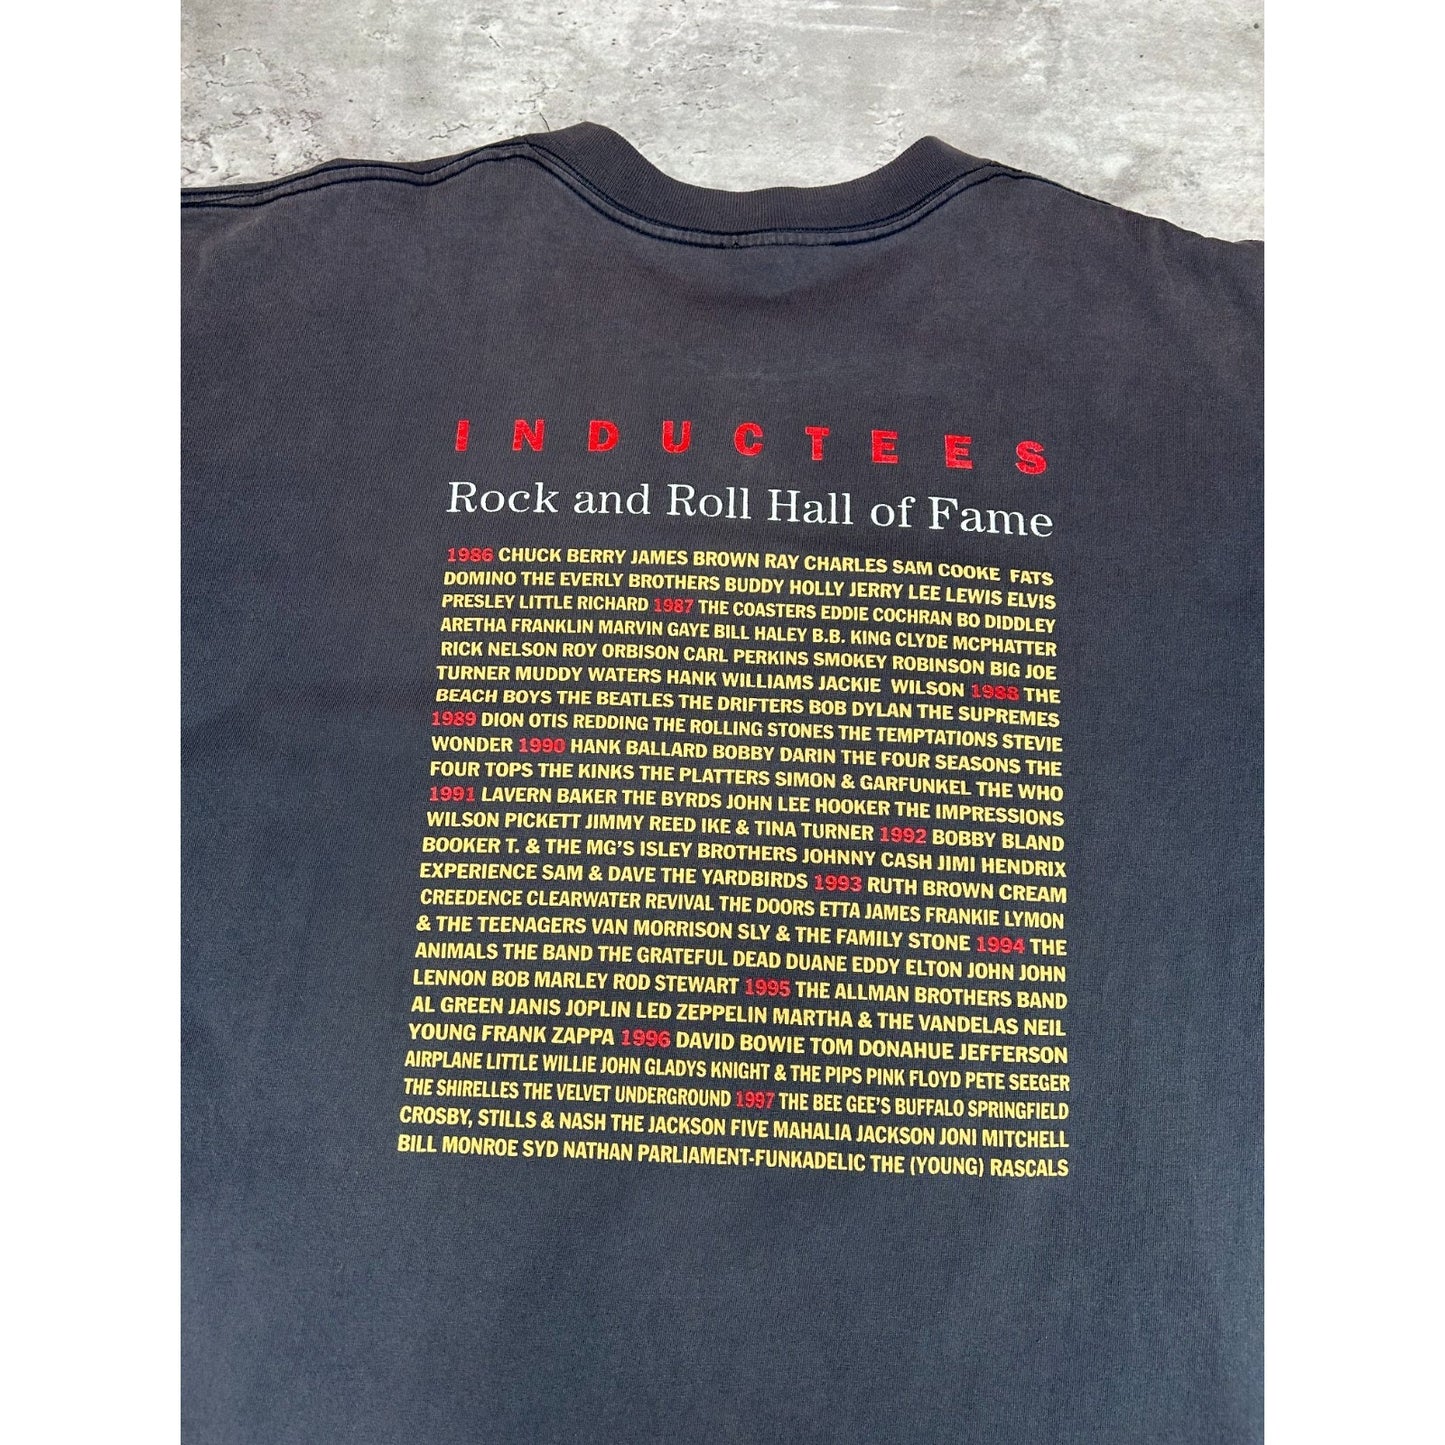 INDUCTEES
Rock and Roll Hall of Fame
1986 CHUCK BERRY JAMES BROWN RAY CHARLES SAM COOKE FATS
DOMINO THE EVERLY BROTHERS BUDDY HOLLY JERRY LEE LEWIS ELVIS
PRESLEY LITTLE RICHARD 1987 THE COASTERS EDDIE COCHRAN BO DIDDLEY
ARETHA FRANKLIN MARVIN GAYE BILL HALEY B.B. KING CLYDE MCPHATTER
RICK NELSON ROY ORBISON CARL PERKINS SMOKEY ROBINSON BIG JOE
TURNER MUDDY WATERS HANK WILLIAMS JACKIE WILSON 1988 THE
BEACH BOYS THE BEATLES THE DRIFTERS BOB DYLAN THE SUPREMES
1989 DION OTIS REDDING THE ROLLING STONES THE TEMPTATIONS STEVIE
WONDER 1990 HANK BALLARD BOBBY DARIN THE FOUR SEASONS THE
FOUR TOPS THE KINKS THE PLATTERS SIMON & GARFUNKEL THE WHO
1991 LAVERN BAKER THE BYRDS JOHN LEE HOOKER THE IMPRESSIONS
WILSON PICKETT JIMMY REED IKE & TINA TURNER 1992 BOBBY BLAND
BOOKER T. & THE MG'S ISLEY BROTHERS JOHNNY CASH JIMI HENDRIX
EXPERIENCE SAM & DAVE THE YARDBIRDS 1993 RUTH BROWN CREAM
CREEDENCE CLEARWATER REVIVAL THE DOORS ETTA JAMES FRANKIE LYMON
& THE TEENAGERS VAN MORRISON SLY & THE FAMILY STONE 1994 THE
ANIMALS THE BAND THE GRATEFUL DEAD DUANE EDDY ELTON JOHN JOHN
LENNON BOB MARLEY ROD STEWART 1995 THE ALLMAN BROTHERS BAND
AL GREEN JANIS JOPLIN LED ZEPPELIN MARTHA & THE VANDELAS NEIL
YOUNG FRANK ZAPPA 1996 DAVID BOWIE TOM DONAHUE JEFFERSON
AIRPLANE LITTLE WILLIE JOHN GLADYS KNIGHT & THE PIPS PINK FLOYD PETE SEEGER
THE SHIRELLES THE VELVET UNDERGROUND 1997 THE BEE GEE'S BUFFALO SPRINGFIELD
CROSBY, STILLS & NASH THE JACKSON FIVE MAHALIA JACKSON JONI MITCHELL
BILL MONROE SYD NATHAN PARLIAMENT-FUNKADELIC THE (YOUNG) RASCALS